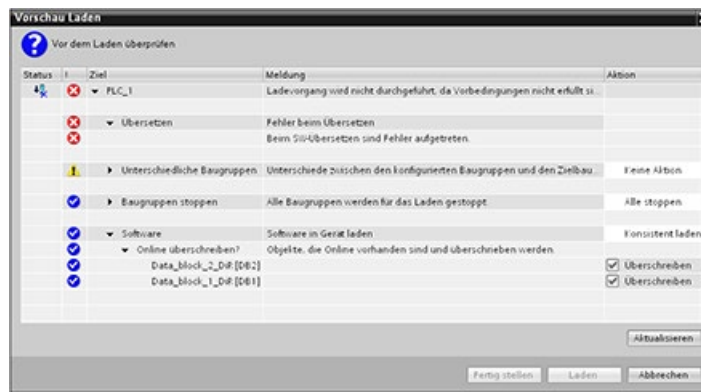 Vorschau Laden
Vor dem Laden überprüfen
Status ! Ziel Meldung Aktion
PLC_1 Ladevorgang wird nicht durchgeführt, da Vorbedingungen nicht erfüllt si...
Übersetzen Fehler beim Übersetzen
Beim SW-Übersetzen sind Fehler aufgetreten.
Unterschiedliche Baugruppen Unterschiede zwischen den konfigurierten Baugruppen und den Zielbau... Keine Aktion
Baugruppen stoppen Alle Baugruppen werden für das Laden gestoppt. Alle stoppen
Software Software in Gerät laden Konsistent laden
Online überschreiben? Objekte, die Online vorhanden sind und überschrieben werden.
Data_block_2_Dif: [DB2] Überschreiben
Data_block_1_Dif: [DB1] Überschreiben
Aktualisieren
Fertig stellen Laden Abbrechen